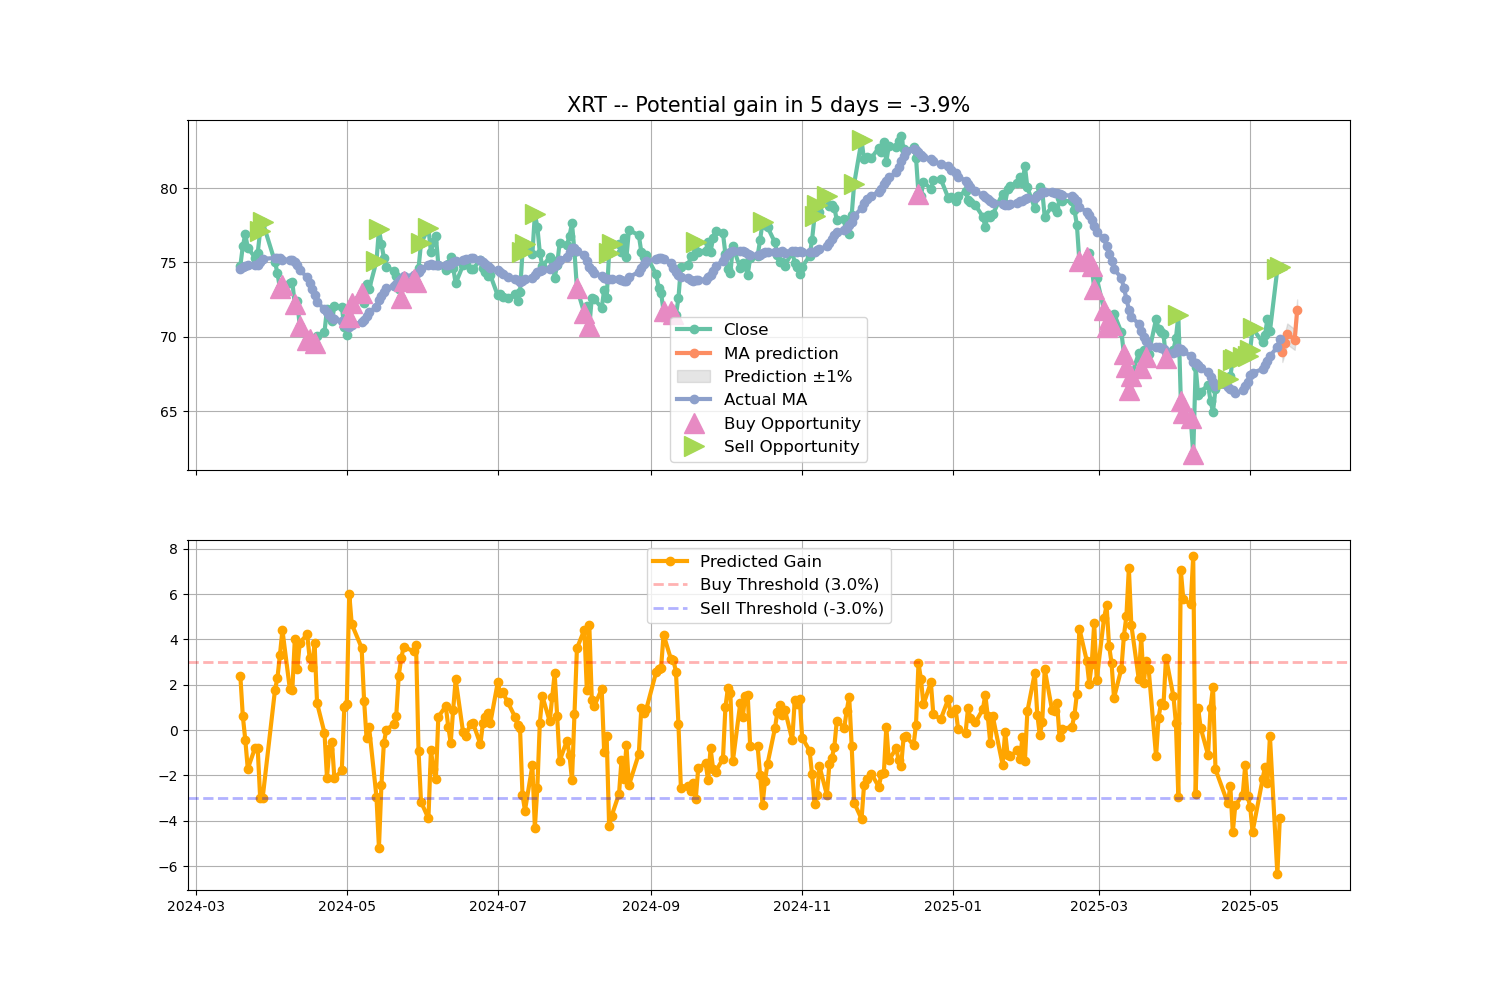 XRT -- Potential gain in 5 days = -3.9%
80
75
70
65
Close
MA prediction
Prediction ±1%
Actual MA
Buy Opportunity
Sell Opportunity
8
6
4
2
0
−2
−4
−6
Predicted Gain
Buy Threshold (3.0%)
Sell Threshold (-3.0%)
2024-03 2024-05 2024-07 2024-09 2024-11 2025-01 2025-03 2025-05